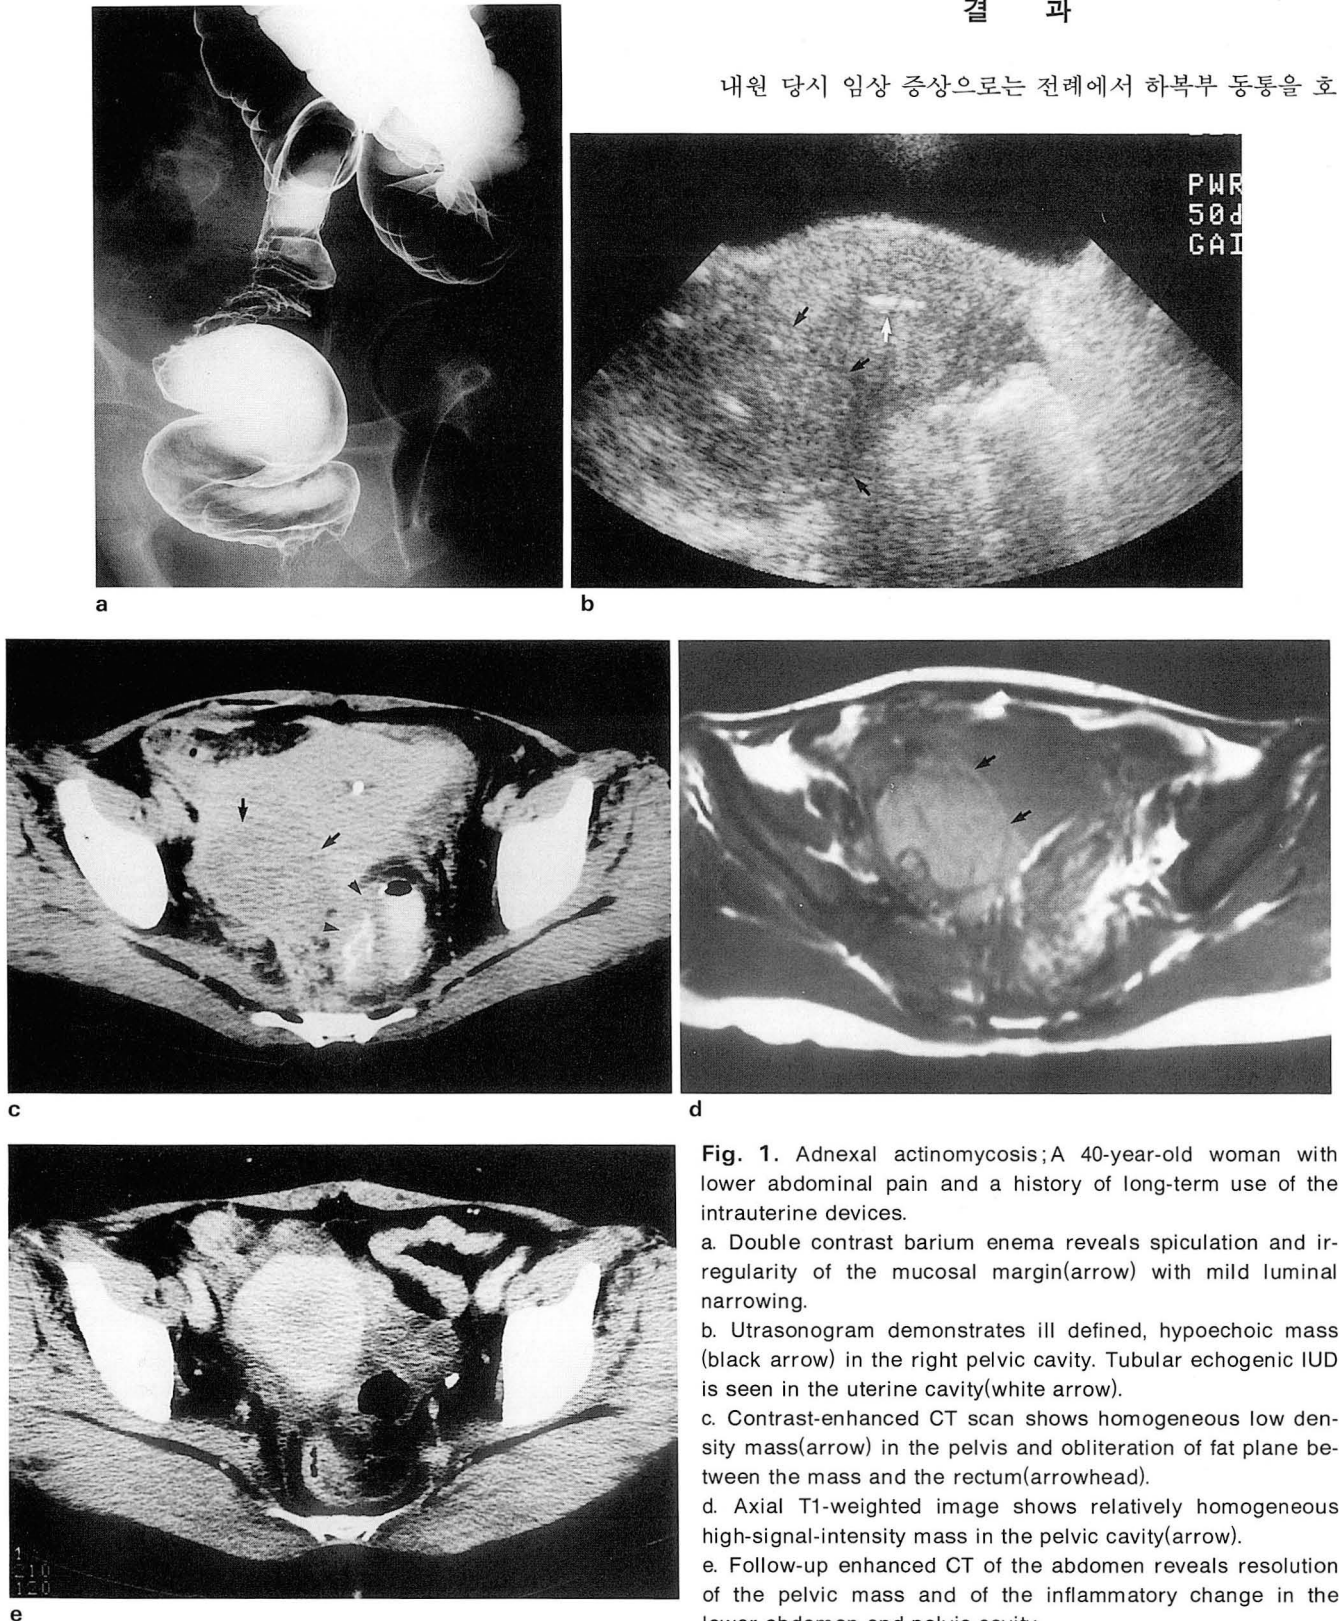 결 과
내원 당시 임상 증상으로는 전례에서 하복부 동통을 호
PWR
50d
GAI
a
b
c
d
210
120
e
Fig. 1. Adnexal actinomycosis;A 40-year-old woman with
lower abdominal pain and a history of long-term use of the
intrauterine devices.
a. Double contrast barium enema reveals spiculation and ir-
regularity of the mucosal margin(arrow) with mild luminal
narrowing.
b. Utrasonogram demonstrates ill defined, hypoechoic mass
(black arrow) in the right pelvic cavity. Tubular echogenic IUD
is seen in the uterine cavity(white arrow).
c. Contrast-enhanced CT scan shows homogeneous low den-
sity mass(arrow) in the pelvis and obliteration of fat plane be-
tween the mass and the rectum(arrowhead).
d. Axial T1-weighted image shows relatively homogeneous
high-signal-intensity mass in the pelvic cavity(arrow).
e. Follow-up enhanced CT of the abdomen reveals resolution
of the pelvic mass and of the inflammatory change in the
lower abdomen and pelvic cavity.